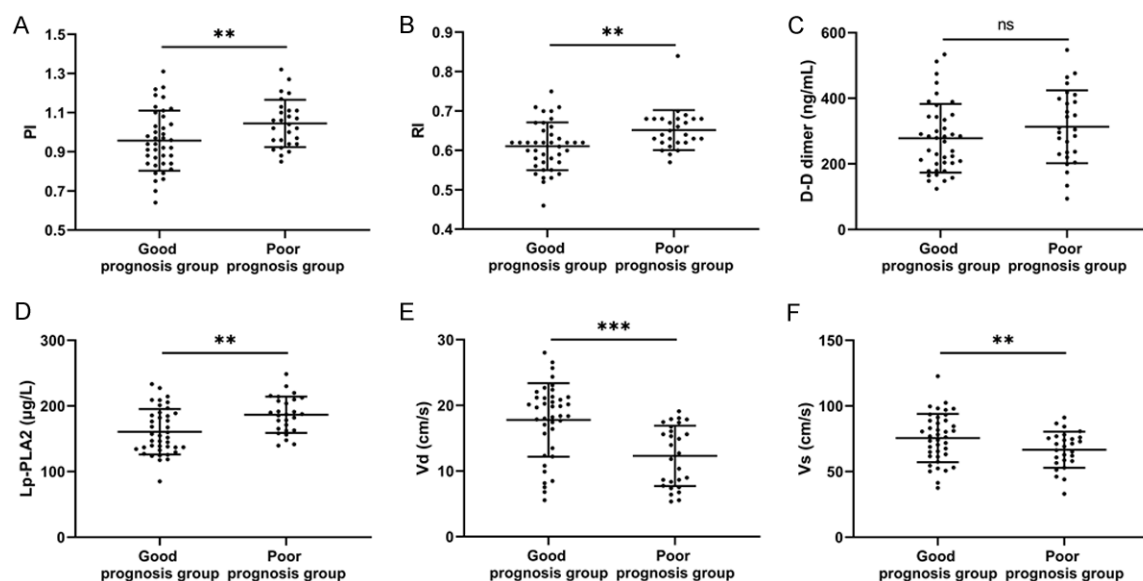 A
**
PI
1.5
1.3
1.1
0.9
0.7
0.5
Good
prognosis group
Poor
prognosis group
B
**
RI
0.9
0.8
0.7
0.6
0.5
0.4
Good
prognosis group
Poor
prognosis group
C
ns
D-D dimer (ng/mL)
600
400
200
0
Good
prognosis group
Poor
prognosis group
D
**
Lp-PLA2 (μg/L)
300
200
100
0
Good
prognosis group
Poor
prognosis group
E
***
Vd (cm/s)
30
20
10
0
Good
prognosis group
Poor
prognosis group
F
**
Vs (cm/s)
150
100
50
0
Good
prognosis group
Poor
prognosis group